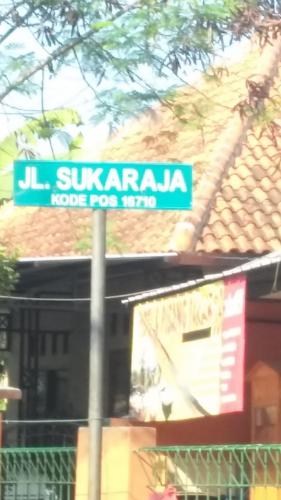 JL. SUKARAJA
KODE POS 16710